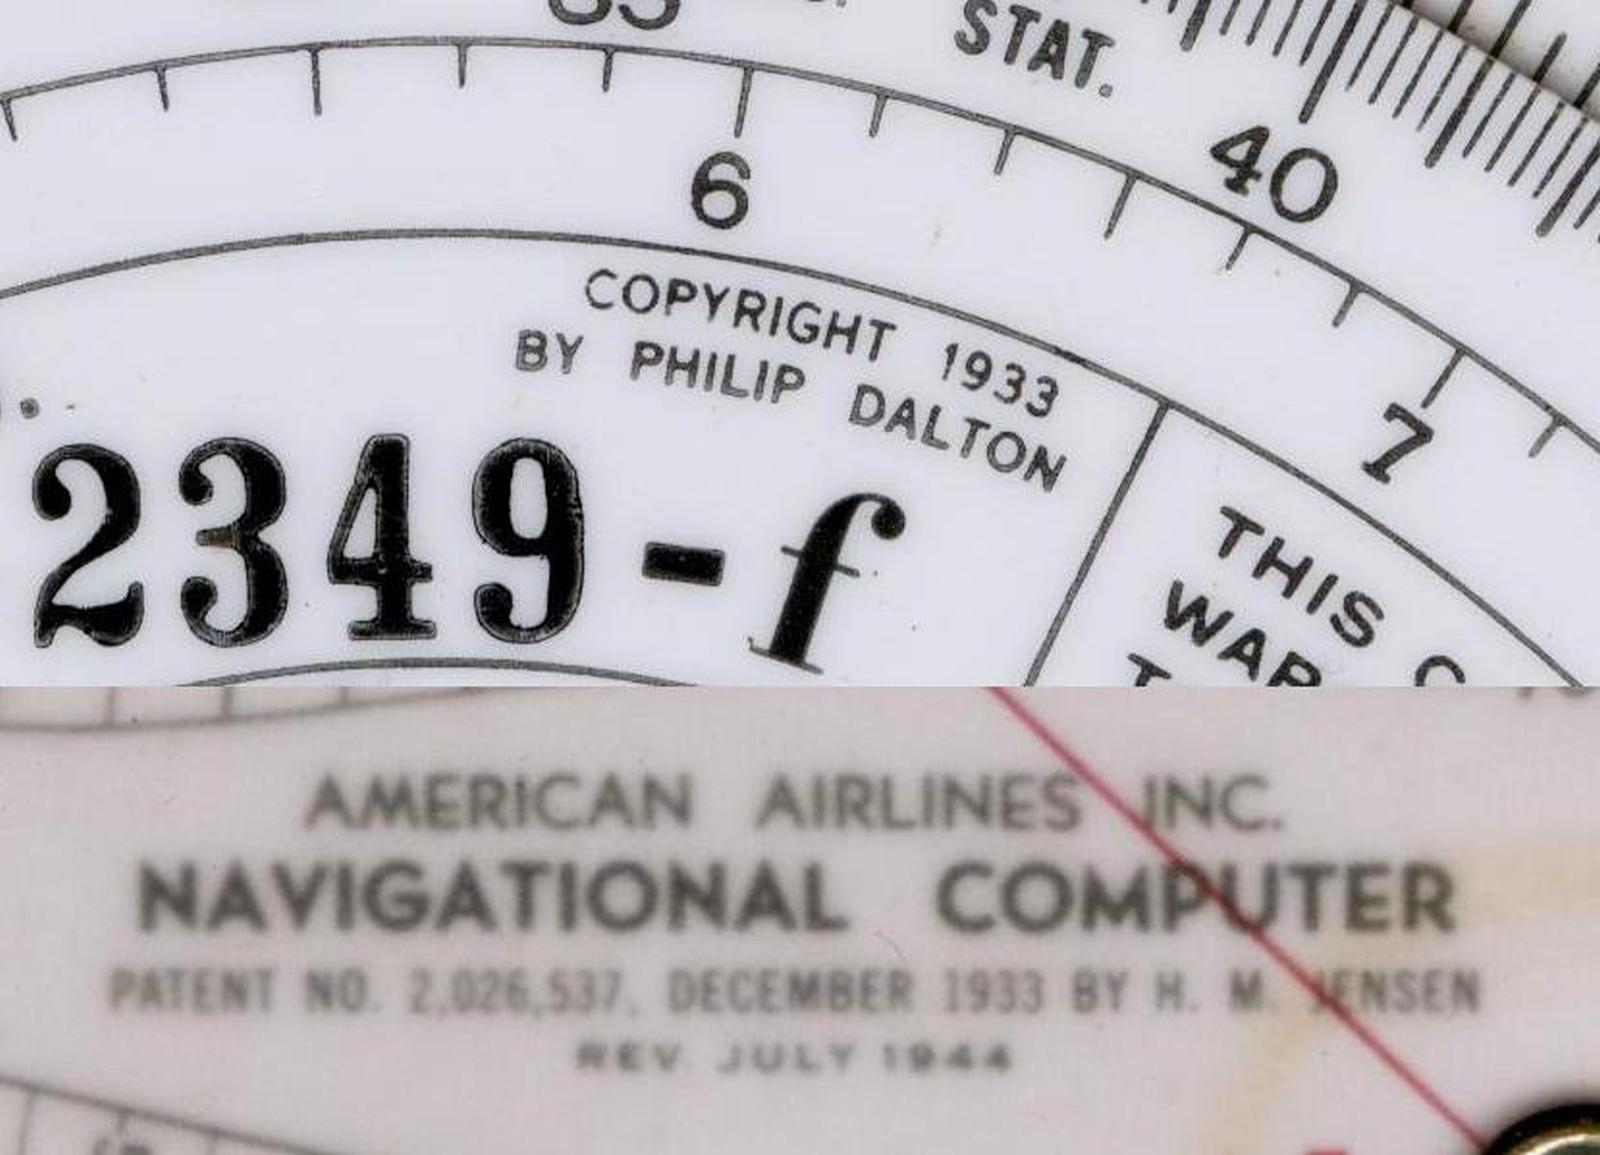 STAT.
40
6
COPYRIGHT 1933
BY PHILIP DALTON
7
2349-f
THIS
AMERICAN AIRLINES INC.
NAVIGATIONAL COMPUTER
PATENT NO. 2,026,537, DECEMBER 1933 BY H. M. JENSEN
REV. JULY 1944